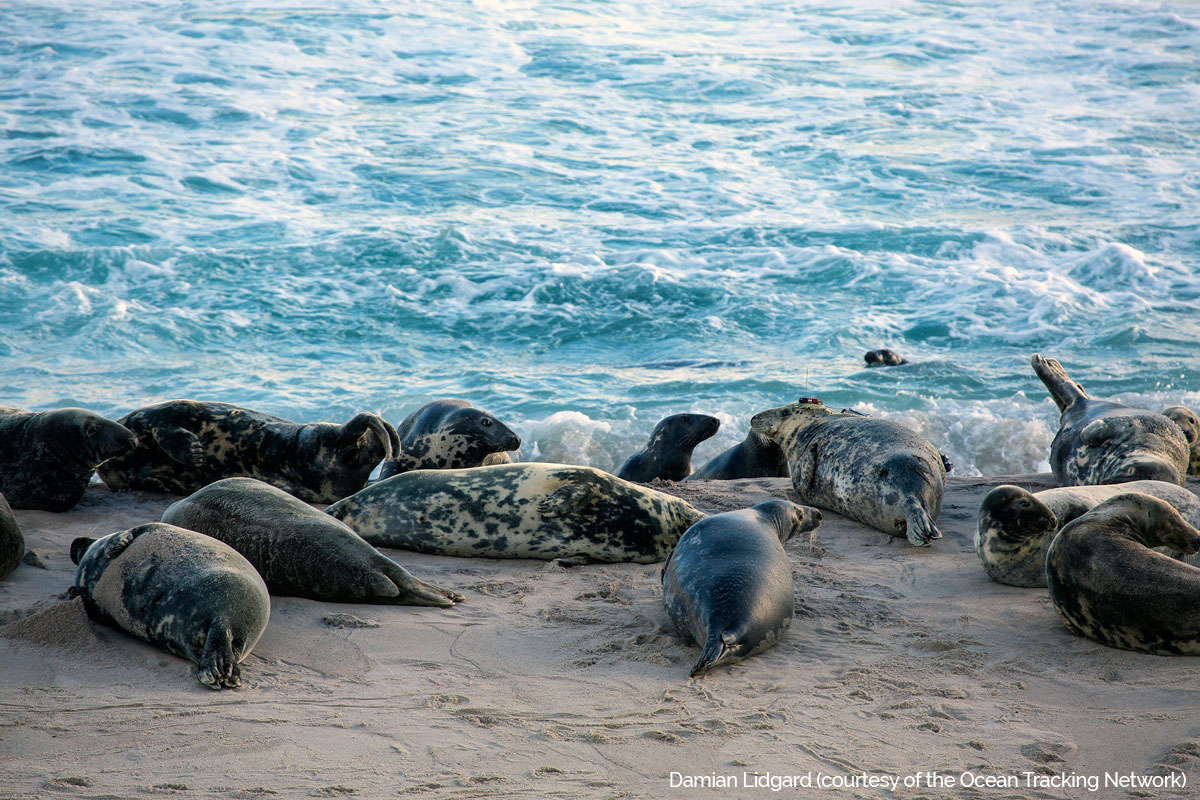 Damian Lidgard (courtesy of the Ocean Tracking Network)